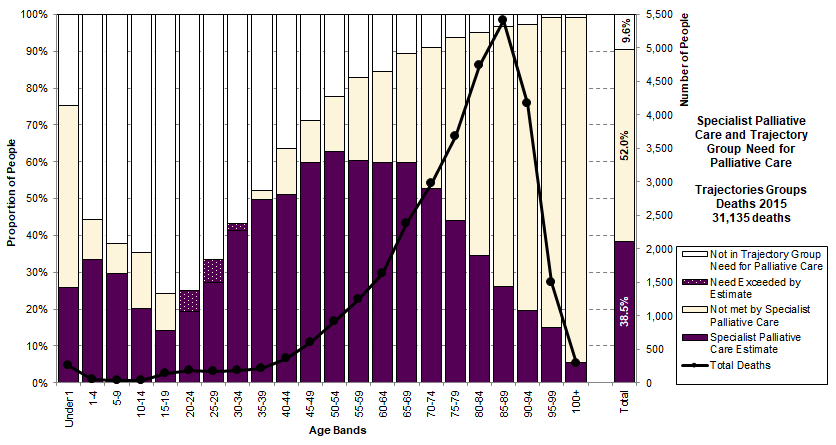 100%
90%
80%
70%
60%
50%
40%
30%
20%
10%
0%
Proportion of People
5,500
5,000
4,500
4,000
3,500
3,000
2,500
2,000
1,500
1,000
500
0
Number of People
9.6%
52.0%
38.5%
Under 1
1-4
5-9
10-14
15-19
20-24
25-29
30-34
35-39
40-44
45-49
50-54
55-59
60-64
65-69
70-74
75-79
80-84
85-89
90-94
95-99
100+
Total
Age Bands
Specialist Palliative
Care and Trajectory
Group Need for
Palliative Care
Trajectories Groups
Deaths 2015
31,135 deaths
Not in Trajectory Group
Need for Palliative Care
Need Exceeded by
Estimate
Not met by Specialist
Palliative Care
Specialist Palliative
Care Estimate
Total Deaths